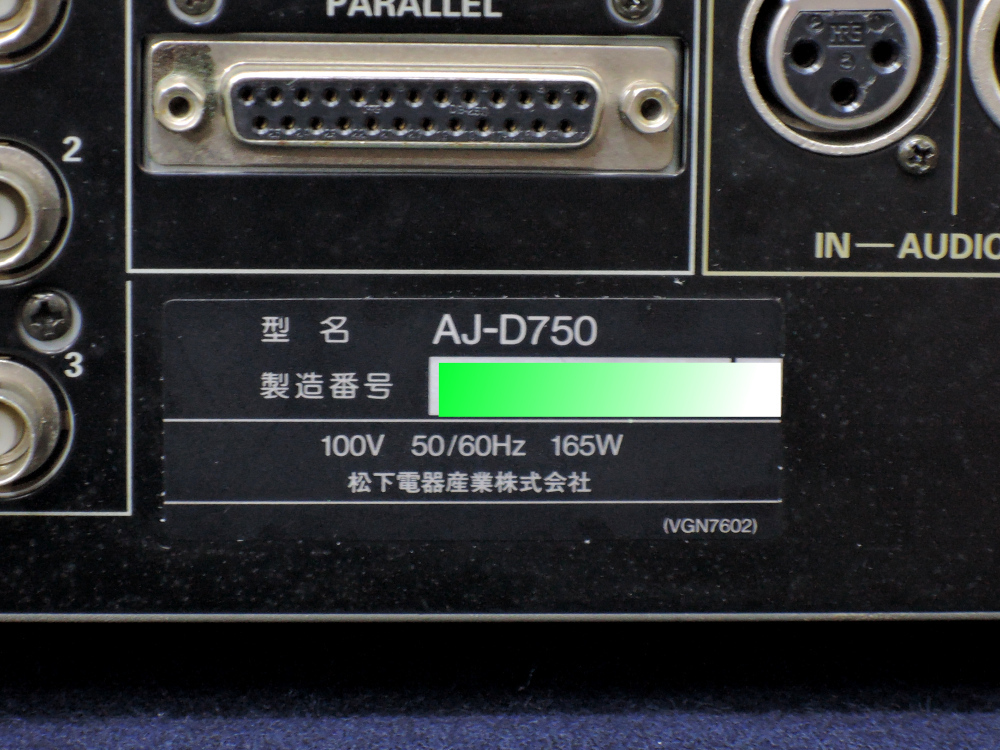 PARALLEL
2
3
HRS
IN — AUDIO
型 名 AJ-D750
製造番号
100V 50/60Hz 165W
松下電器産業株式会社
(VGN7602)